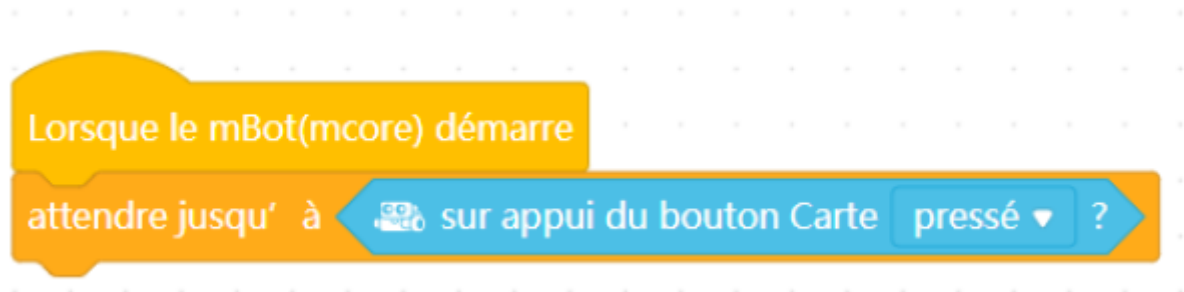 Lorsque le mBot(mcore) démarre
attendre jusqu’ à sur appui du bouton Carte pressé ?